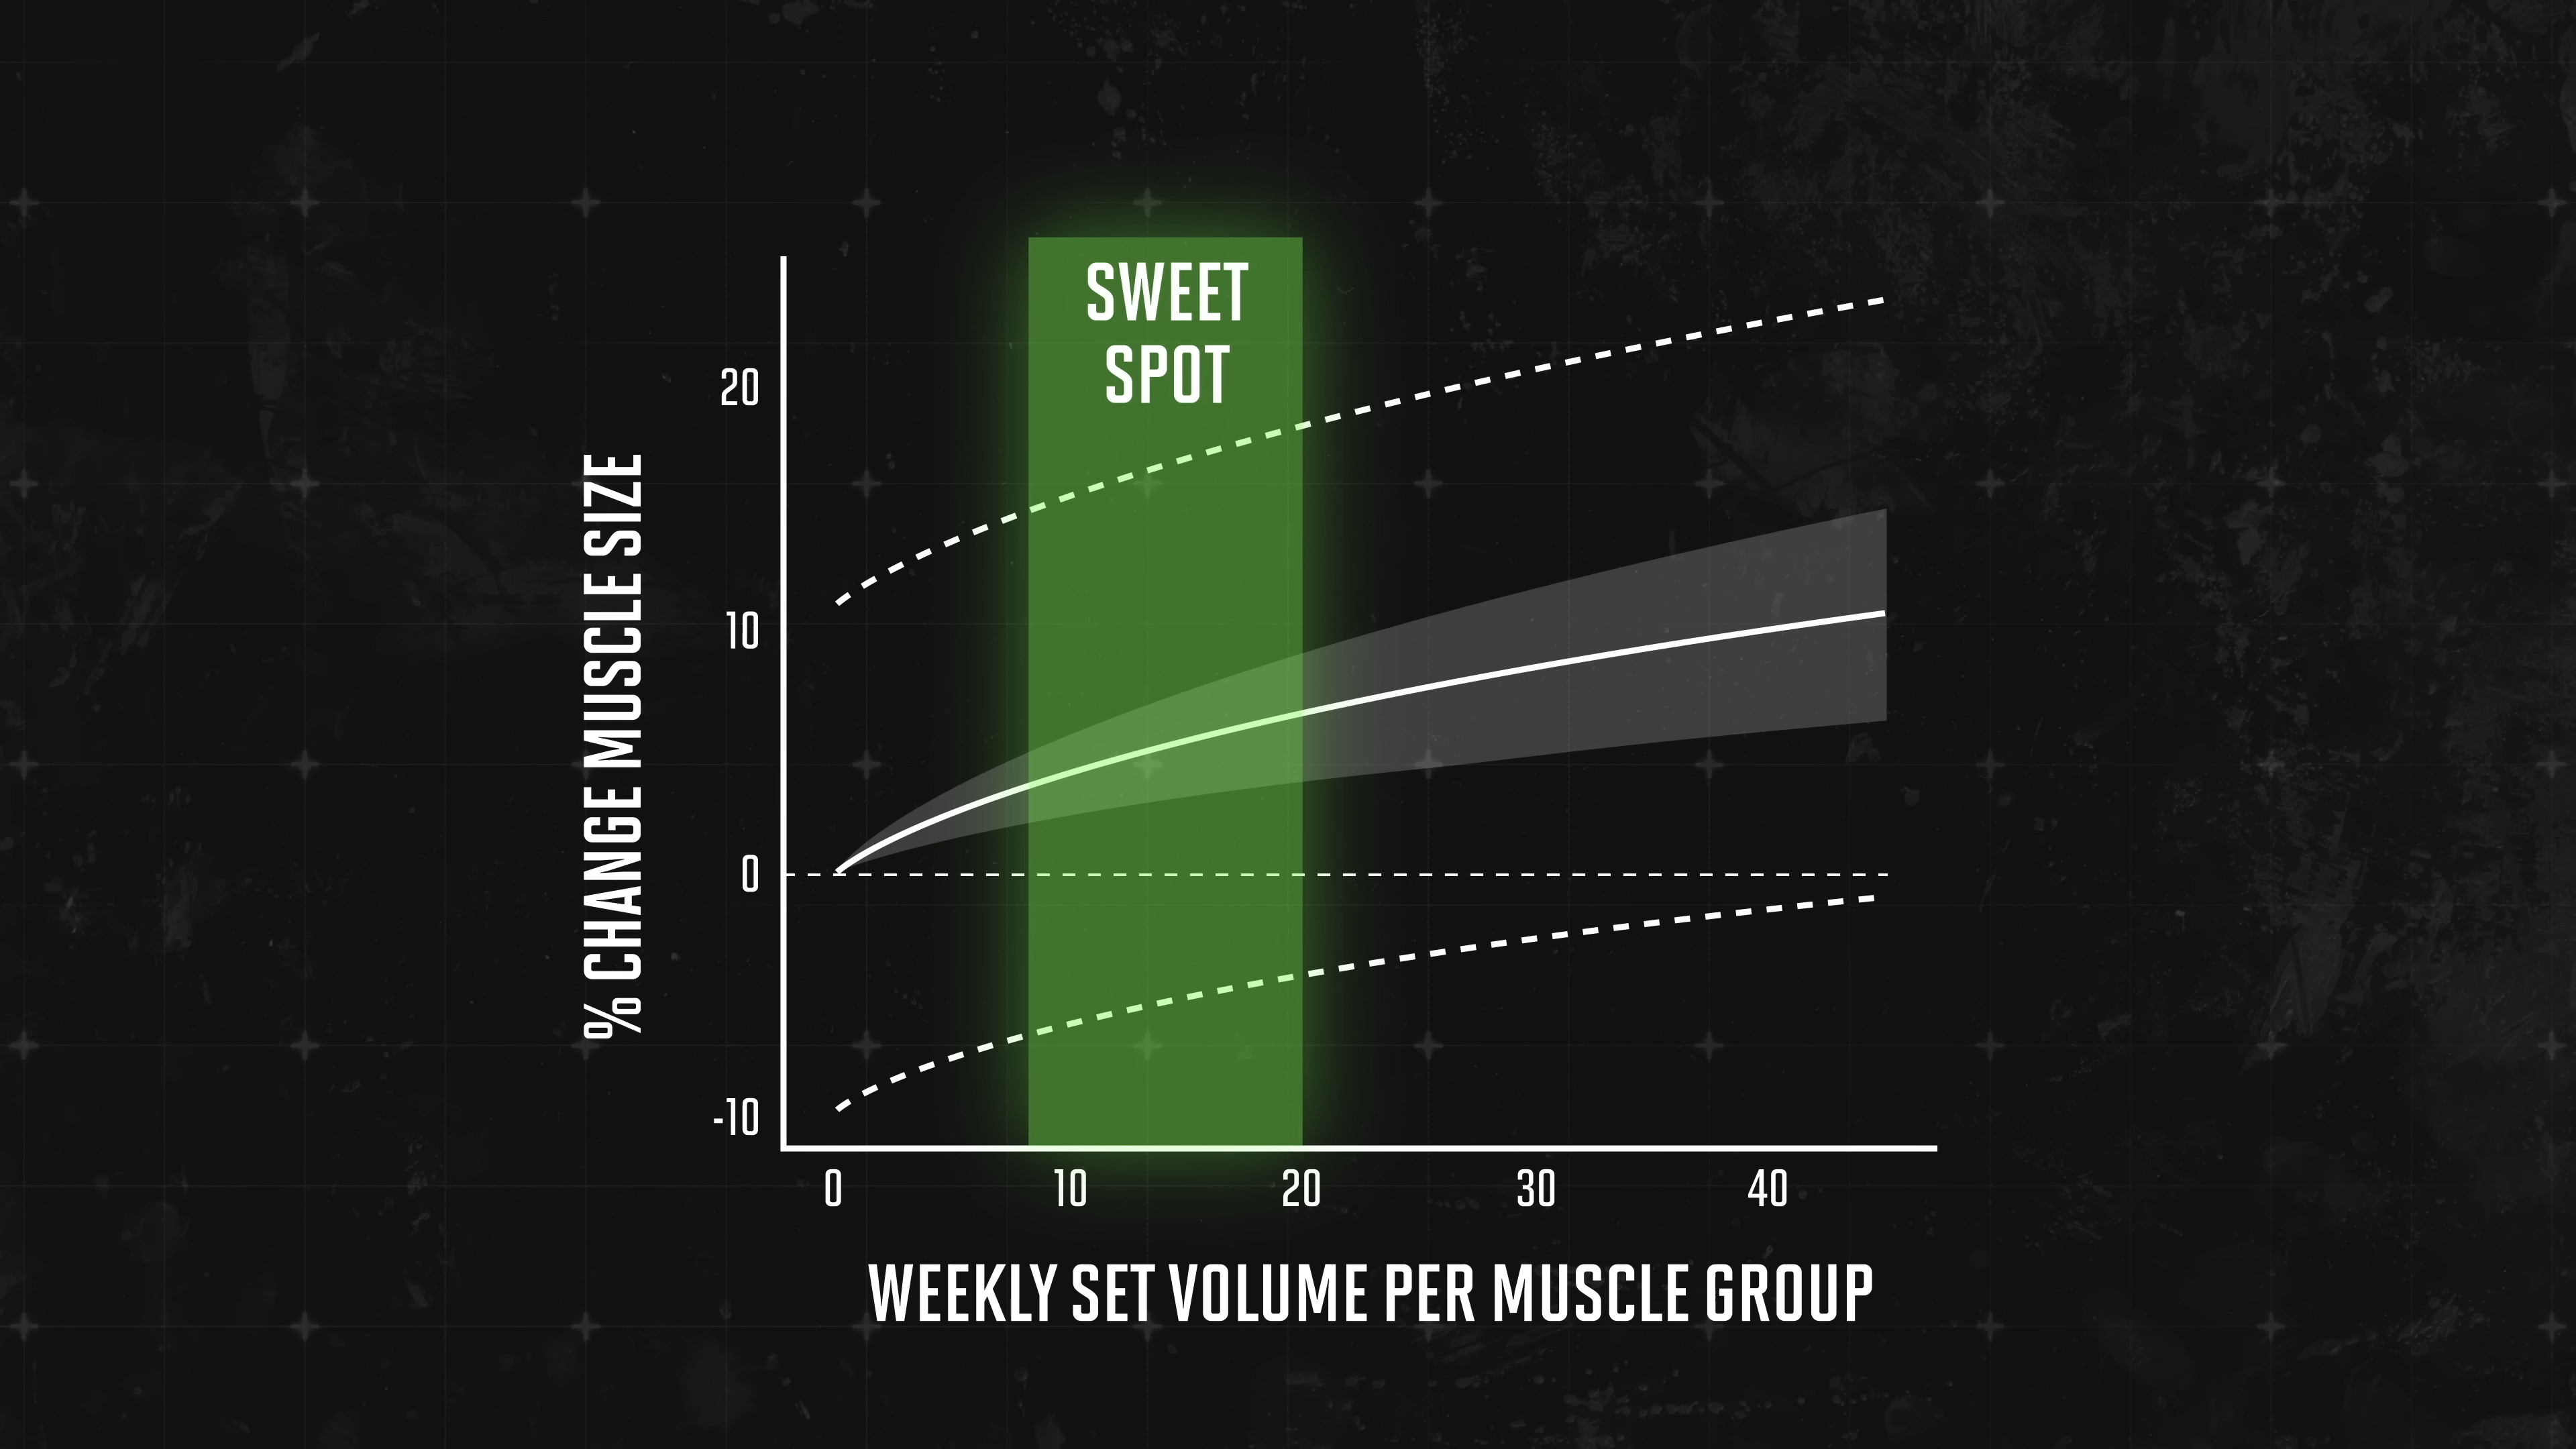 SWEET
SPOT
% CHANGE MUSCLE SIZE
20
10
0
-10
0 10 20 30 40
WEEKLY SET VOLUME PER MUSCLE GROUP